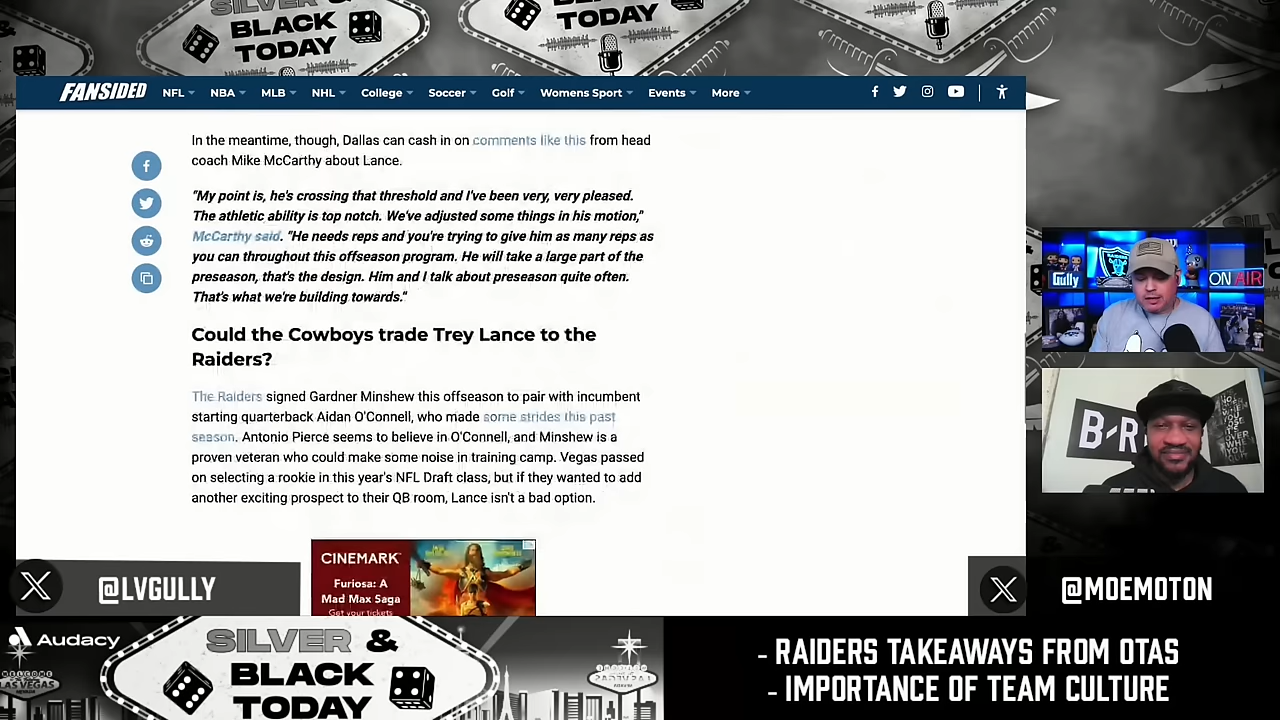 SILVER &
BLACK
TODAY
BLACK
TODAY
FANSIDED
NFL
NBA
MLB
NHL
College
Soccer
Golf
Womens Sport
Events
More
In the meantime, though, Dallas can cash in on comments like this from head
coach Mike McCarthy about Lance.
"My point is, he's crossing that threshold and I've been very, very pleased.
The athletic ability is top notch. We've adjusted some things in his motion,"
McCarthy said. "He needs reps and you're trying to give him as many reps as
you can throughout this offseason program. He will take a large part of the
preseason, that's the design. Him and I talk about preseason quite often.
That's what we're building towards."
Could the Cowboys trade Trey Lance to the
Raiders?
The Raiders signed Gardner Minshew this offseason to pair with incumbent
starting quarterback Aidan O'Connell, who made some strides this past
season. Antonio Pierce seems to believe in O'Connell, and Minshew is a
proven veteran who could make some noise in training camp. Vegas passed
on selecting a rookie in this year's NFL Draft class, but if they wanted to add
another exciting prospect to their QB room, Lance isn't a bad option.
CINEMARK
Furiosa: A
Mad Max Saga
Get your tickets
Gully
ON AIR
B-R
@LVGULLY
@MOEMOTON
Audacy
SILVER &
BLACK
TODAY
- RAIDERS TAKEAWAYS FROM OTAS
- IMPORTANCE OF TEAM CULTURE